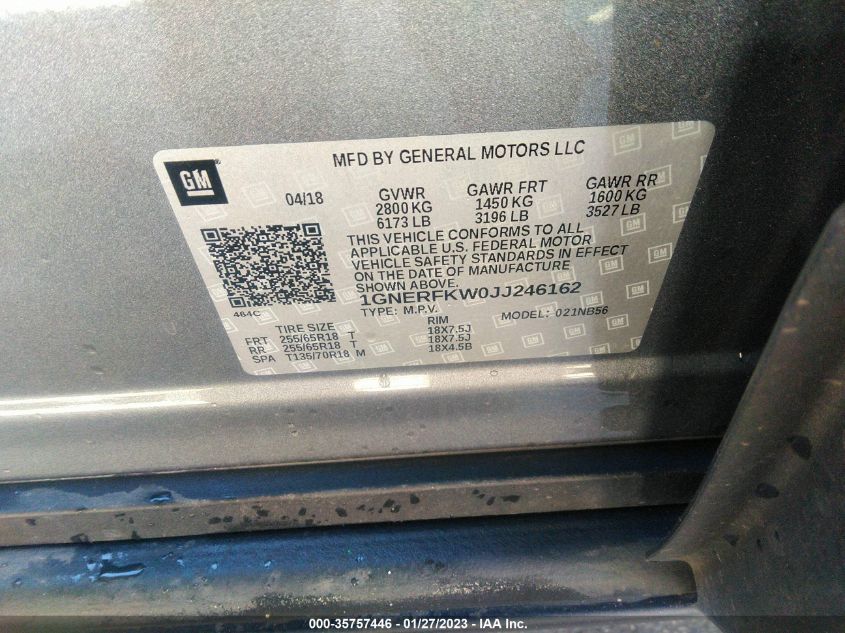 MFD BY GENERAL MOTORS LLC
GM
04/18 GVWR GAWR FRT GAWR RR
2800 KG 1450 KG 1600 KG
6173 LB 3196 LB 3527 LB
THIS VEHICLE CONFORMS TO ALL
APPLICABLE U.S. FEDERAL MOTOR
VEHICLE SAFETY STANDARDS IN EFFECT
ON THE DATE OF MANUFACTURE
SHOWN ABOVE.
1GNERFKW0JJ246162
484C
TYPE: M.P.V. MODEL: 021NB56
TIRE SIZE RIM
FRT 255/65R18 T 18X7.5J
RR 255/65R18 T 18X7.5J
SPA T135/70R18 M 18X4.5B
000-35757446 - 01/27/2023 - IAA Inc.